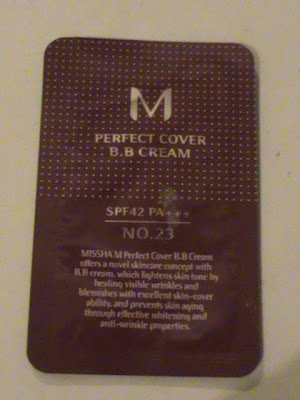 M
PERFECT COVER
B.B CREAM
SPF42 PA+++
NO.23
MISSHA M Perfect Cover B.B Cream
offers a novel skincare concept with
B.B cream, which lightens skin tone by
healing visible wrinkles and
blemishes with excellent skin-cover
ability, and prevents skin aging
through effective whitening and
anti-wrinkle properties.